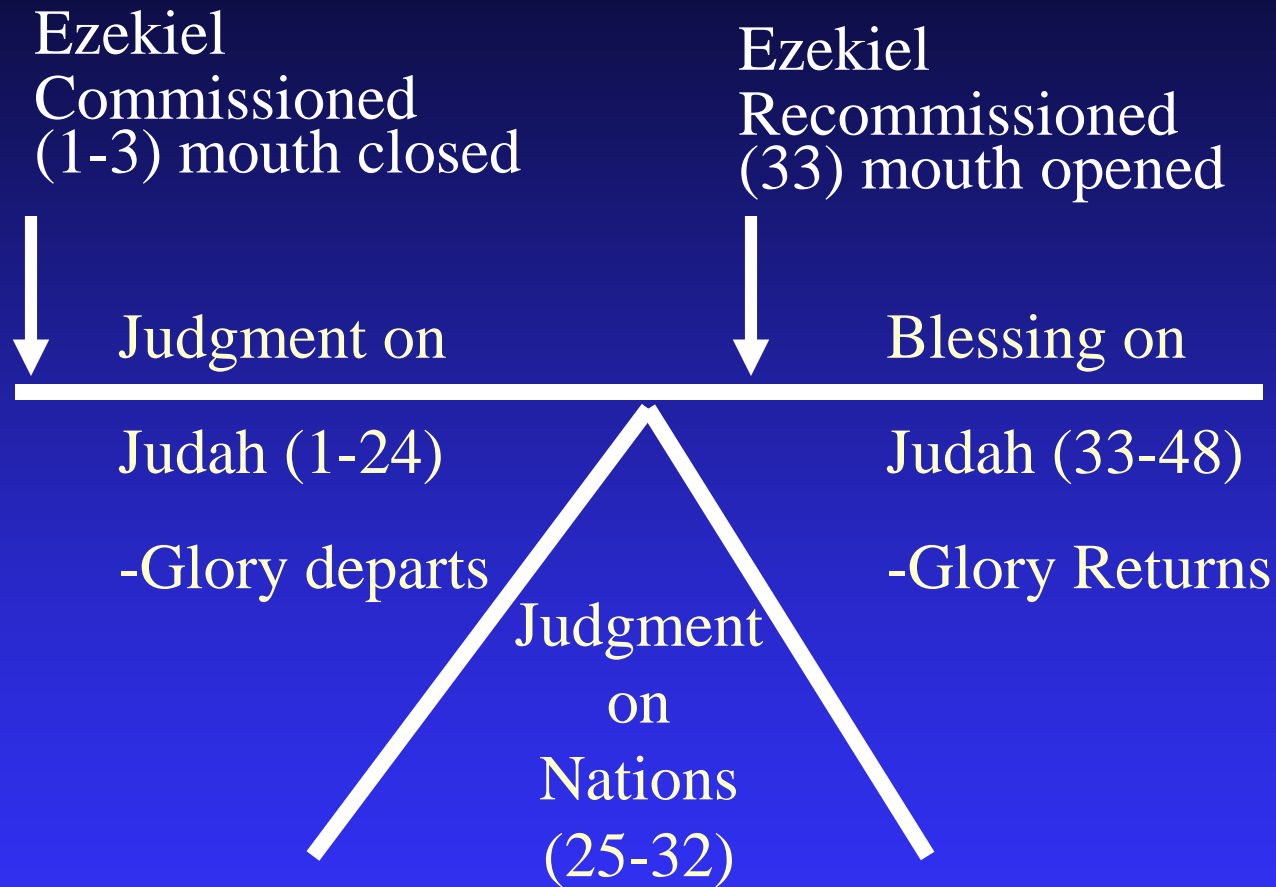 Ezekiel
Commissioned
(1-3) mouth closed
Ezekiel
Recommissioned
(33) mouth opened
Judgment on
Judah (1-24)
-Glory departs
Blessing on
Judah (33-48)
-Glory Returns
Judgment
on
Nations
(25-32)